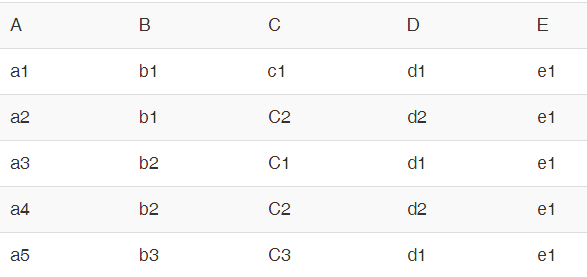 A B C D E
a1 b1 c1 d1 e1
a2 b1 C2 d2 e1
a3 b2 C1 d1 e1
a4 b2 C2 d2 e1
a5 b3 C3 d1 e1